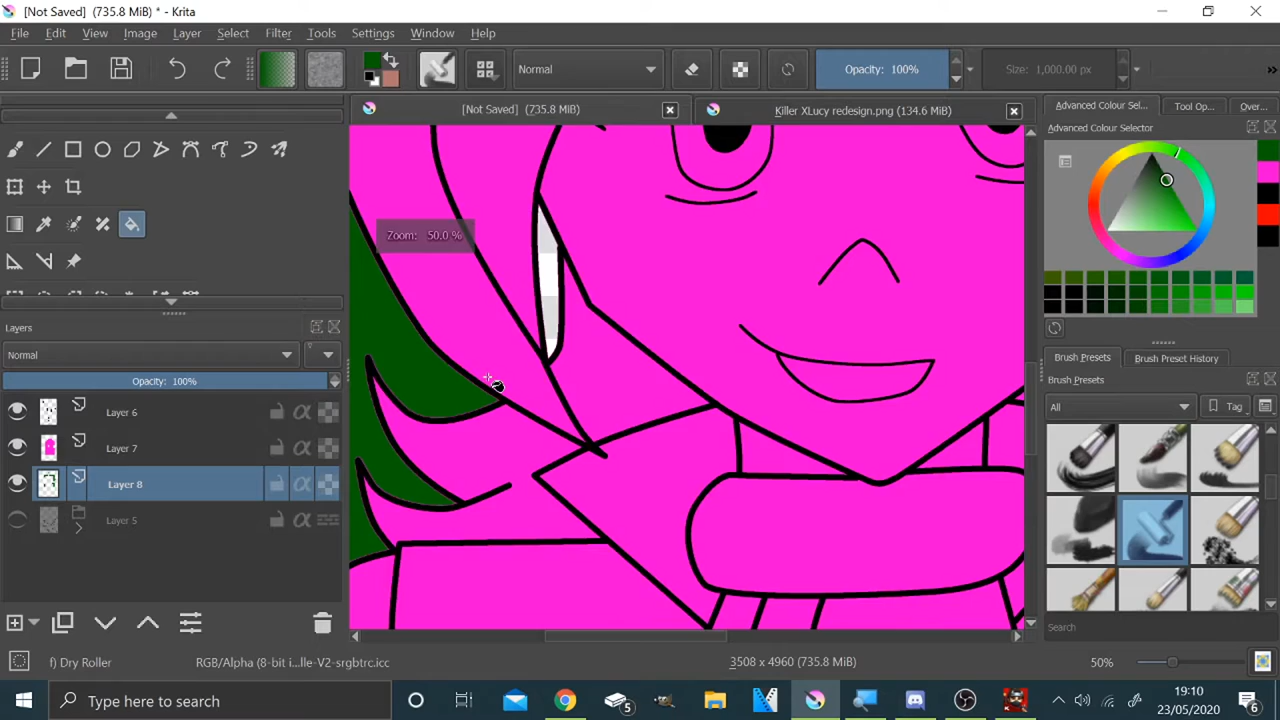 [Not Saved] (735.8 MiB) * - Krita
File Edit View Image Layer Select Filter Tools Settings Window Help
Normal
Opacity: 100%
Size: 1,000.00 px
[Not Saved] (735.8 MiB)
Killer XLucy redesign.png (134.6 MiB)
Advanced Colour Sel...
Tool Op...
Over...
Advanced Colour Selector
Zoom: 50.0 %
Layers
Normal
Opacity: 100%
Layer 6
Layer 7
Layer 8
Layer 5
Brush Presets
Brush Preset History
Brush Presets
All
Tag
Search
f) Dry Roller
RGB/Alpha (8-bit i...lle-V2-srgbtrc.icc
3508 x 4960 (735.8 MiB)
50%
Type here to search
5
19:10
23/05/2020
6